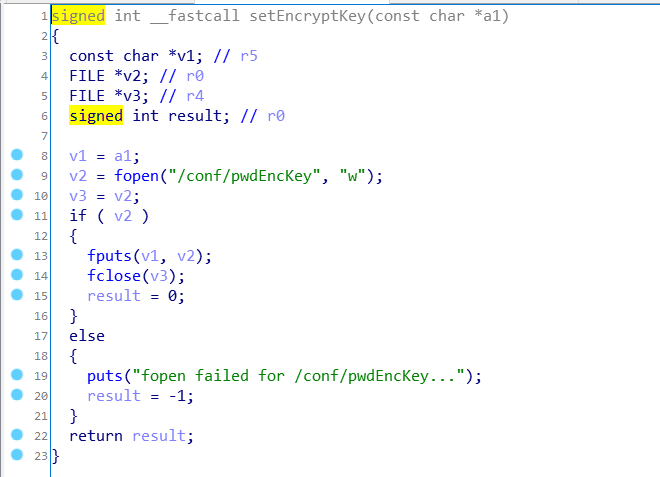 1 signed int __fastcall setEncryptKey(const char *a1)
2 {
3 const char *v1; // r5
4 FILE *v2; // r0
5 FILE *v3; // r4
6 signed int result; // r0
7
8 v1 = a1;
9 v2 = fopen("/conf/pwdEncKey", "w");
10 v3 = v2;
11 if ( v2 )
12 {
13 fputs(v1, v2);
14 fclose(v3);
15 result = 0;
16 }
17 else
18 {
19 puts("fopen failed for /conf/pwdEncKey...");
20 result = -1;
21 }
22 return result;
23 }